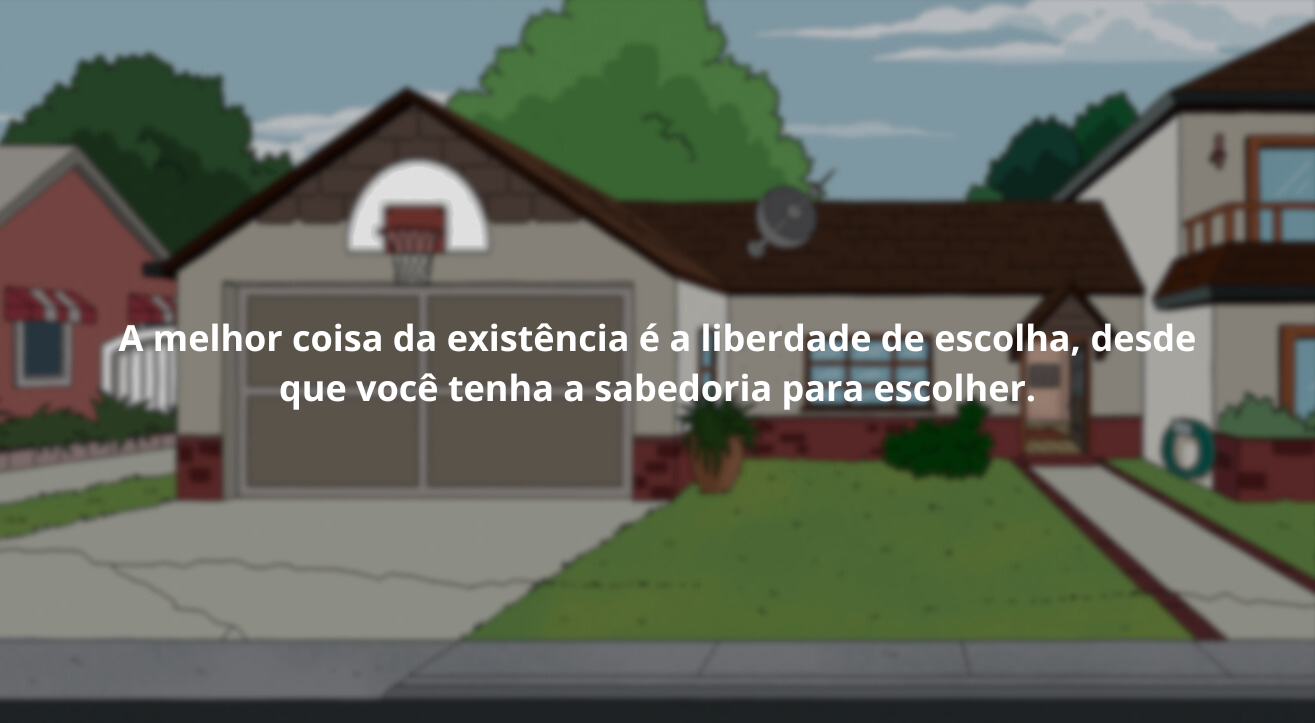 A melhor coisa da existência é a liberdade de escolha, desde
que você tenha a sabedoria para escolher.